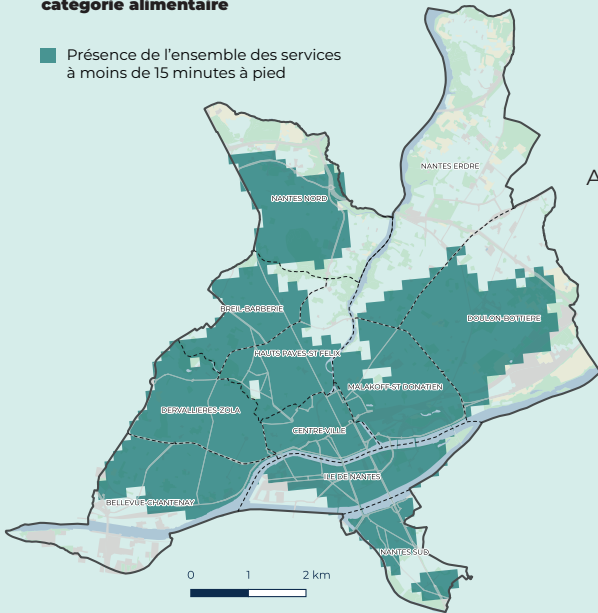 catégorie alimentaire
Présence de l’ensemble des services
à moins de 15 minutes à pied
A
NANTES ERDRE
NANTES NORD
BREIL-BARBERIE
DOULON-BOTTIERE
HAUTS PAVES-ST FELIX
MALAKOFF-ST DONATIEN
DERVALLIERES-ZOLA
CENTRE-VILLE
ILE DE NANTES
BELLEVUE-CHANTENAY
NANTES SUD
0 1 2 km